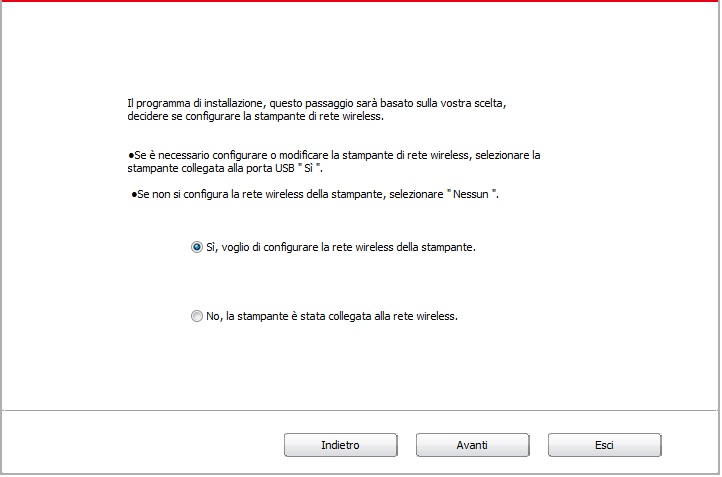 Il programma di installazione, questo passaggio sarà basato sulla vostra scelta,
decidere se configurare la stampante di rete wireless.
●Se è necessario configurare o modificare la stampante di rete wireless, selezionare la
stampante collegata alla porta USB " Sì ".
●Se non si configura la rete wireless della stampante, selezionare " Nessun ".
Sì, voglio di configurare la rete wireless della stampante.
No, la stampante è stata collegata alla rete wireless.
Indietro
Avanti
Esci